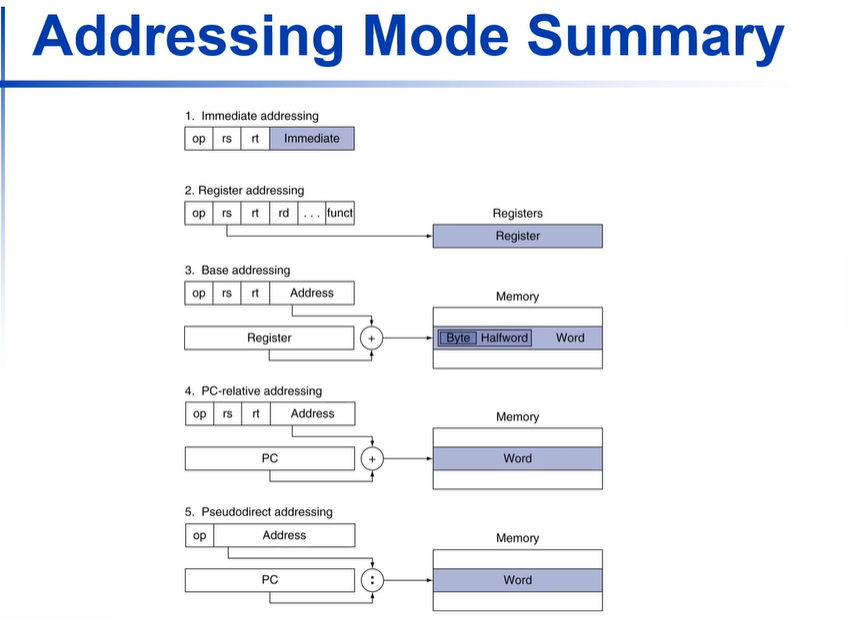 Addressing Mode Summary
1. Immediate addressing
op rs rt Immediate
2. Register addressing
op rs rt rd . . . funct
Registers
Register
3. Base addressing
op rs rt Address
Memory
Register + Byte Halfword Word
4. PC-relative addressing
op rs rt Address
Memory
PC + Word
5. Pseudodirect addressing
op Address
Memory
PC : Word